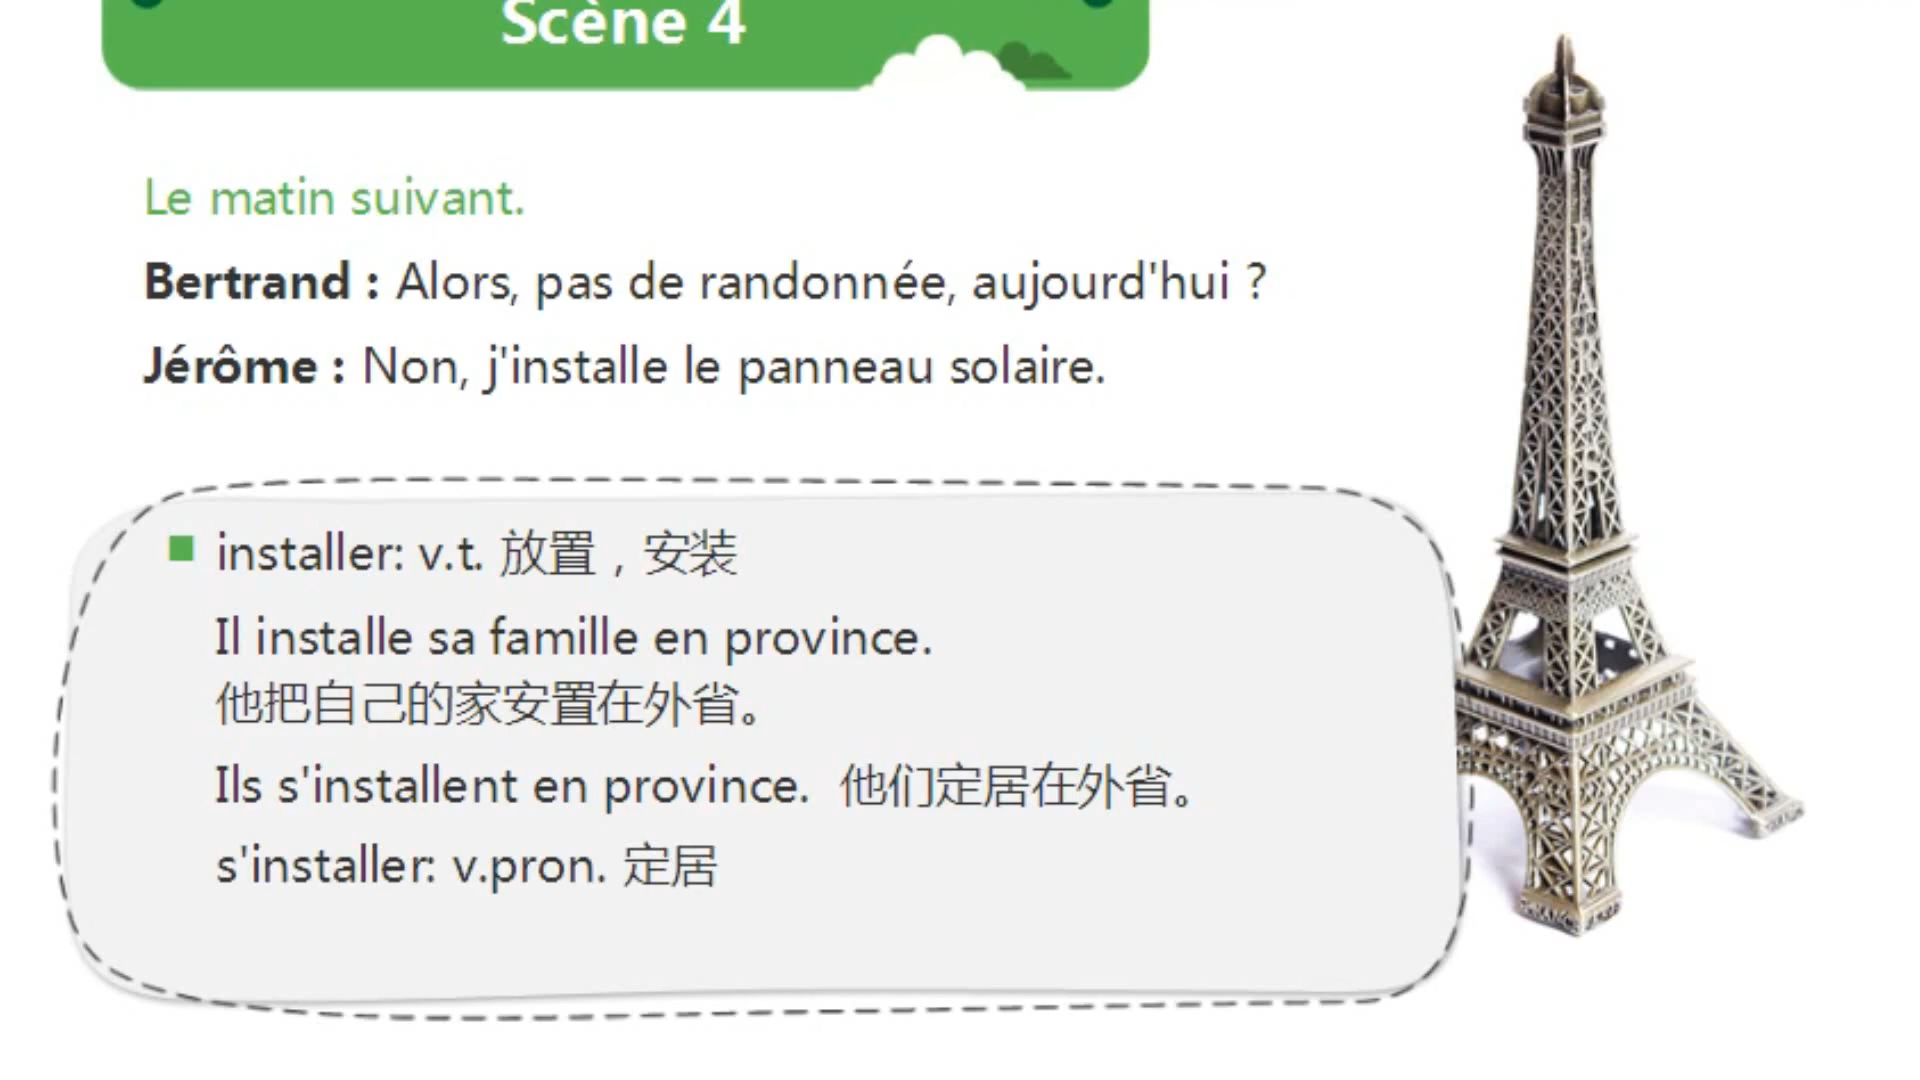 Scène 4
Le matin suivant.
Bertrand : Alors, pas de randonnée, aujourd'hui ?
Jérôme : Non, j'installe le panneau solaire.
installer: v.t. 放置，安装
Il installe sa famille en province.
他把自己的家安置在外省。
Ils s'installent en province. 他们定居在外省。
s'installer: v.pron. 定居
PARIS